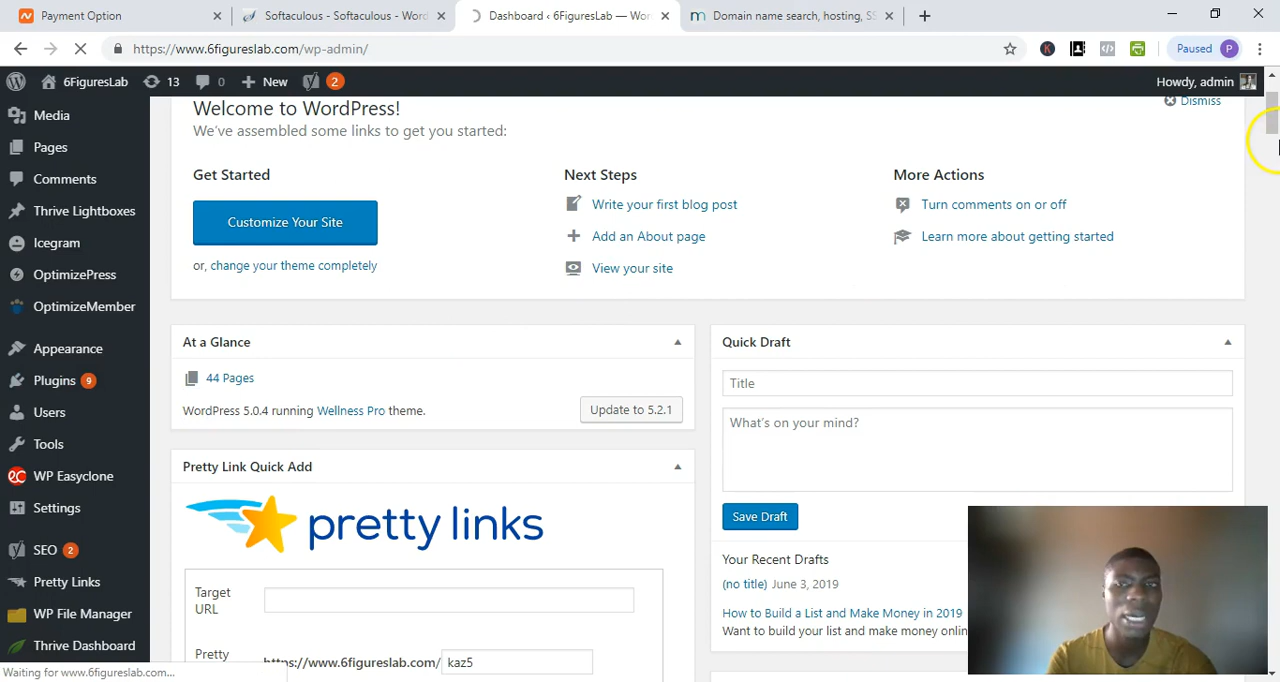 Payment Option
Softaculous - Softaculous - Word
Dashboard ‹ 6FiguresLab — Wor
Domain name search, hosting, SS
https://www.6figureslab.com/wp-admin/
Paused P
6FiguresLab 13 0 New 2
Howdy, admin
Media
Pages
Comments
Thrive Lightboxes
Icegram
OptimizePress
OptimizeMember
Appearance
Plugins 9
Users
Tools
WP Easyclone
Settings
SEO 2
Pretty Links
WP File Manager
Thrive Dashboard
Welcome to WordPress!
Dismiss
We've assembled some links to get you started:
Get Started
Customize Your Site
or, change your theme completely
Next Steps
Write your first blog post
Add an About page
View your site
More Actions
Turn comments on or off
Learn more about getting started
At a Glance
44 Pages
WordPress 5.0.4 running Wellness Pro theme.
Update to 5.2.1
Pretty Link Quick Add
pretty links
Target
URL
Pretty
https://www.6figureslab.com/ kaz5
Quick Draft
Title
What's on your mind?
Save Draft
Your Recent Drafts
(no title) June 3, 2019
How to Build a List and Make Money in 2019
Want to build your list and make money onlin
Waiting for www.6figureslab.com...